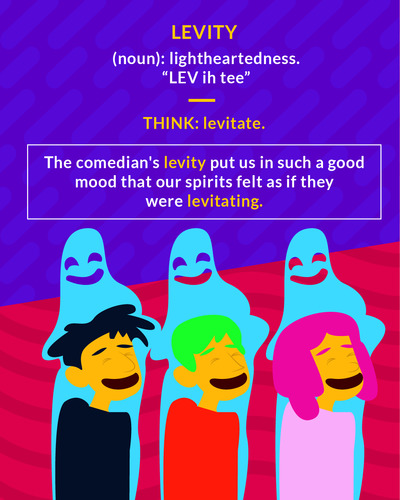 LEVITY
(noun): lightheartedness.
“LEV ih tee”
THINK: levitate.
The comedian's levity put us in such a good
mood that our spirits felt as if they
were levitating.